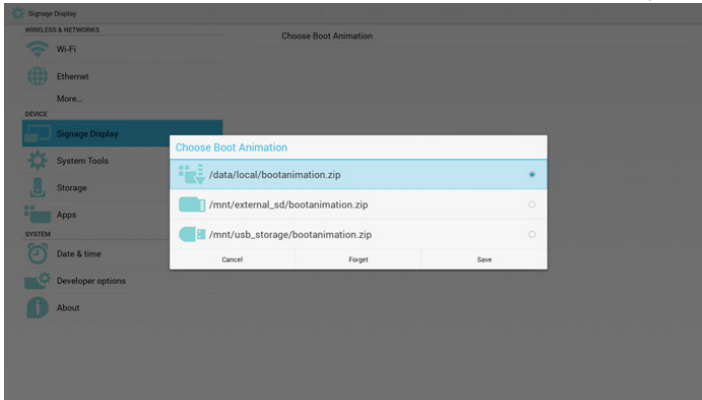 Signage Display
WIRELESS & NETWORKS
Choose Boot Animation
Wi-Fi
Ethernet
More...
DEVICE
Signage Display
System Tools
Storage
Apps
SYSTEM
Date & time
Developer options
About
Choose Boot Animation
/data/local/bootanimation.zip
/mnt/external_sd/bootanimation.zip
/mnt/usb_storage/bootanimation.zip
Cancel Forget Save